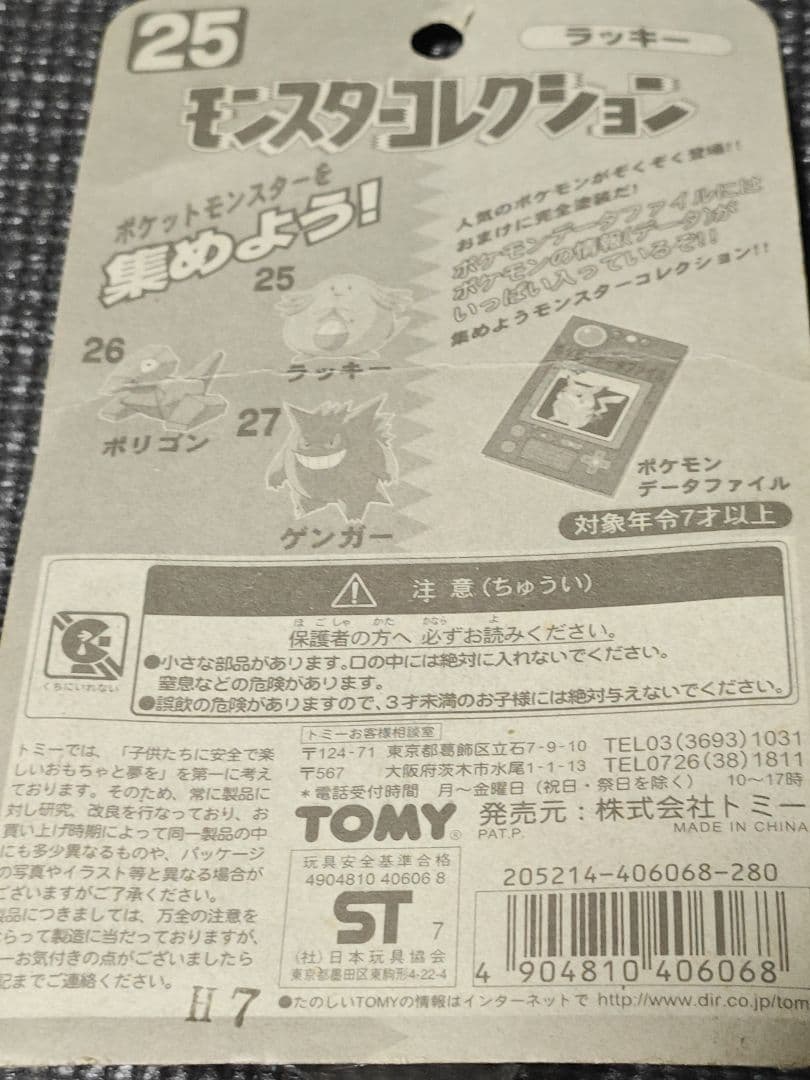 25
ラッキー
モンスターコレクション
ポケットモンスターを
集めよう!
人気のポケモンがぞくぞく登場!!
おまけに完全塗装だ!
ポケモンデータファイルには
ポケモンの情報(データ)が
いっぱい入っているぞ!!
集めようモンスターコレクション!!
25
ラッキー
26
ポリゴン
27
ゲンガー
ポケモン
データファイル
対象年令7才以上
注意(ちゅうい)
ほごしゃ かた かなら よ
保護者の方へ 必ずお読みください。
●小さな部品があります。口の中には絶対に入れないでください。
窒息などの危険があります。
●誤飲の危険がありますので、3才未満のお子様には絶対与えないでください。
くちにいれない
トミーでは、「子供たちに安全で楽
しいおもちゃと夢を」を第一に考え
ております。そのため、常に製品に
対し研究、改良を行なっており、お
買い上げ時期によって同一製品の中
にも多少異なるものや、パッケージ
の写真やイラスト等と異なる場合が
ございますがご了承ください。
製品につきましては、万全の注意を
らって製造に当だっておりますが、
一お気付きの点がございましたら
記までご連絡ください。
トミーお客様相談室
〒124-71 東京都葛飾区立石7-9-10 TEL03(3693)1031
〒567 大阪府茨木市水尾1-1-13 TEL0726(38)1811
*電話受付時間 月〜金曜日(祝日・祭日を除く) 10〜17時
TOMY® 発売元:株式会社トミー
PAT.P. MADE IN CHINA
玩具安全基準合格
4904810 40606 8
ST 7
(社)日本玩具協会
東京都墨田区東駒形4-22-4
205214-406068-280
4 904810 406068
H7
●たのしいTOMYの情報はインターネットで http://www.dir.co.jp/tom